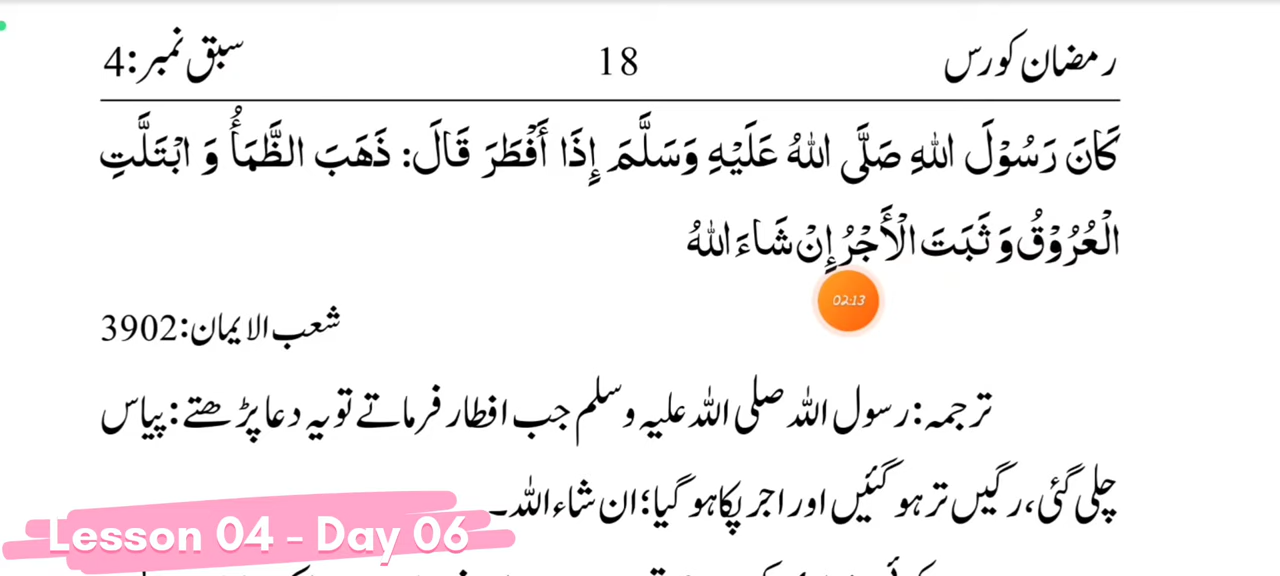 رمضان کورس 18 سبق نمبر:4
كَانَ رَسُوْلَ اللهِ صَلَّى اللهُ عَلَيْهِ وَسَلَّمَ إِذَا أَفْطَرَ قَالَ: ذَهَبَ الظَّمَأُ وَ ابْتَلَّتِ
الْعُرُوْقُ وَ ثَبَتَ الْأَجْرُ إِنْ شَاءَ اللهُ
02:13
شعب الایمان:3902
ترجمہ: رسول اللہ صلی اللہ علیہ وسلم جب افطار فرماتے تو یہ دعا پڑھتے: پیاس
چلی گئی، رگیں تر ہو گئیں اور اجر پکا ہو گیا؛ ان شاء اللہ۔
Lesson 04 - Day 06